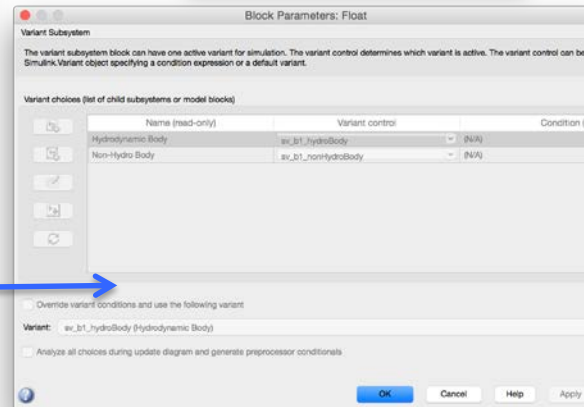 Block Parameters: Float
Variant Subsystem
The variant subsystem block can have one active variant for simulation. The variant control determines which variant is active. The variant control can be
Simulink.Variant object specifying a condition expression or a default variant.
Variant choices (list of child subsystems or model blocks)
Name (read-only) Variant control Condition (
Hydrodynamic Body sv_b1_hydroBody (N/A)
Non-Hydro Body sv_b1_nonHydroBody (N/A)
Override variant conditions and use the following variant
Variant: sv_b1_hydroBody (Hydrodynamic Body)
Analyze all choices during update diagram and generate preprocessor conditionals
OK Cancel Help Apply